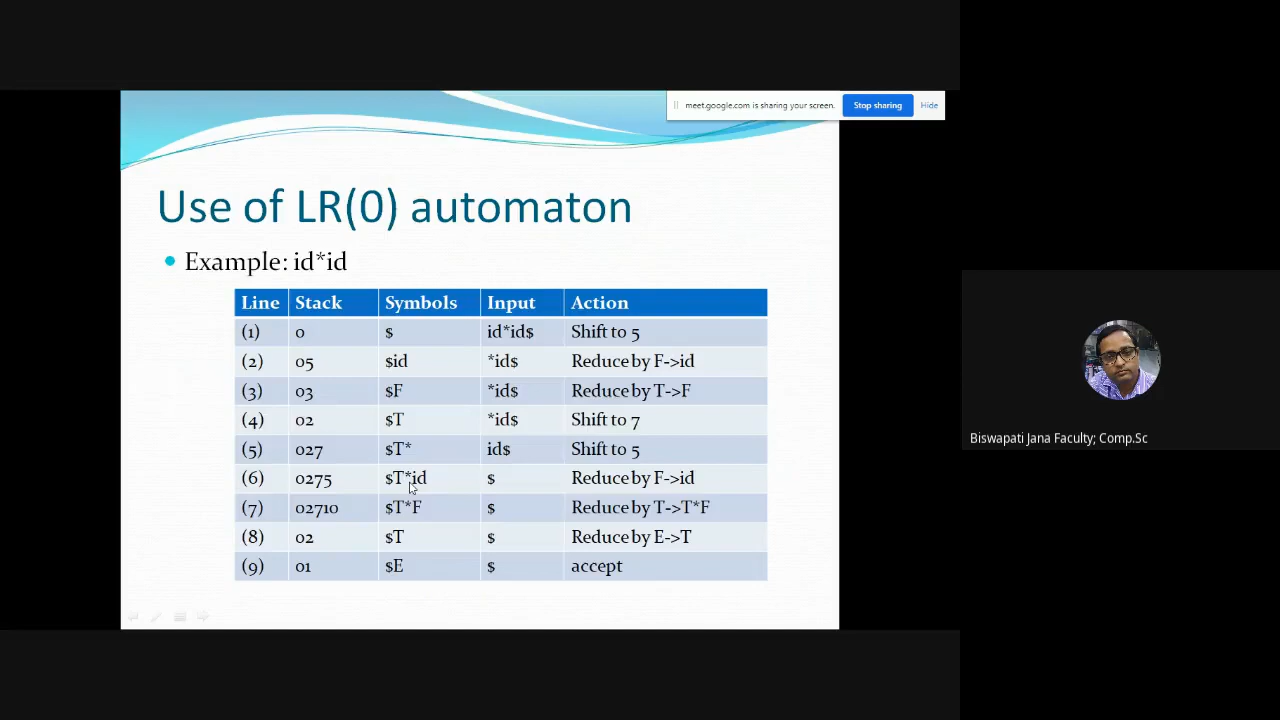 meet.google.com is sharing your screen. Stop sharing Hide
Use of LR(0) automaton
Example: id*id
Line Stack Symbols Input Action
(1) 0 $ id*id$ Shift to 5
(2) 05 $id *id$ Reduce by F->id
(3) 03 $F *id$ Reduce by T->F
(4) 02 $T *id$ Shift to 7
(5) 027 $T* id$ Shift to 5
(6) 0275 $T*id $ Reduce by F->id
(7) 02710 $T*F $ Reduce by T->T*F
(8) 02 $T $ Reduce by E->T
(9) 01 $E $ accept
Biswapati Jana Faculty; Comp.Sc